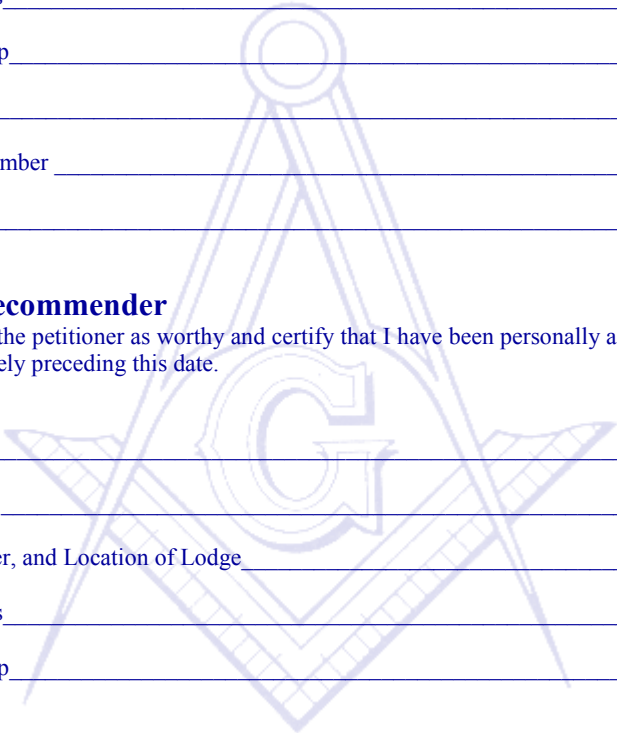 s
p
mber
ecommender
the petitioner as worthy and certify that I have been personally a
ely preceding this date.
G
er, and Location of Lodge
s
p